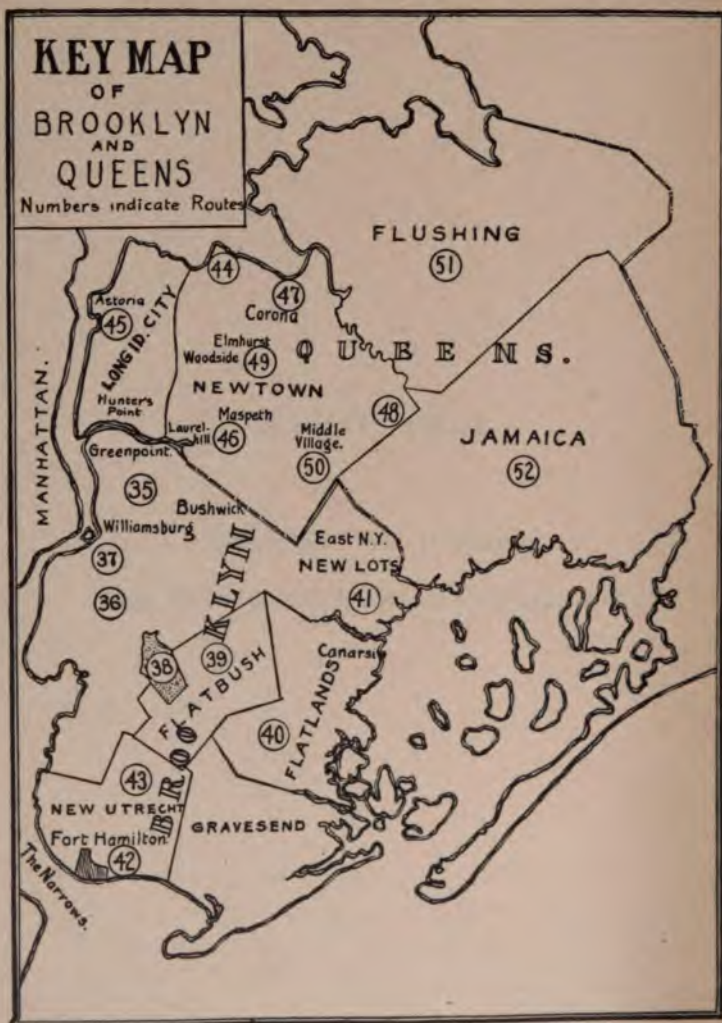 KEY MAP
OF
BROOKLYN
AND
QUEENS
Numbers indicate Routes
FLUSHING
51
44
47
Corona
Astoria
45
LONG ID. CITY
Elmhurst
Woodside
49
QUEENS.
NEWTOWN
Hunter's
Point
MANHATTAN.
Laurel-
hill
Maspeth
46
48
Middle
Village.
50
JAMAICA
52
Greenpoint.
35
Bushwick
Williamsburg
37
36
East N.Y.
NEW LOTS
41
BROOKLYN
38
39
FLATBUSH
Canarsie
FLATLANDS
40
43
NEW UTRECHT
GRAVESEND
Fort Hamilton
42
The Narrows.